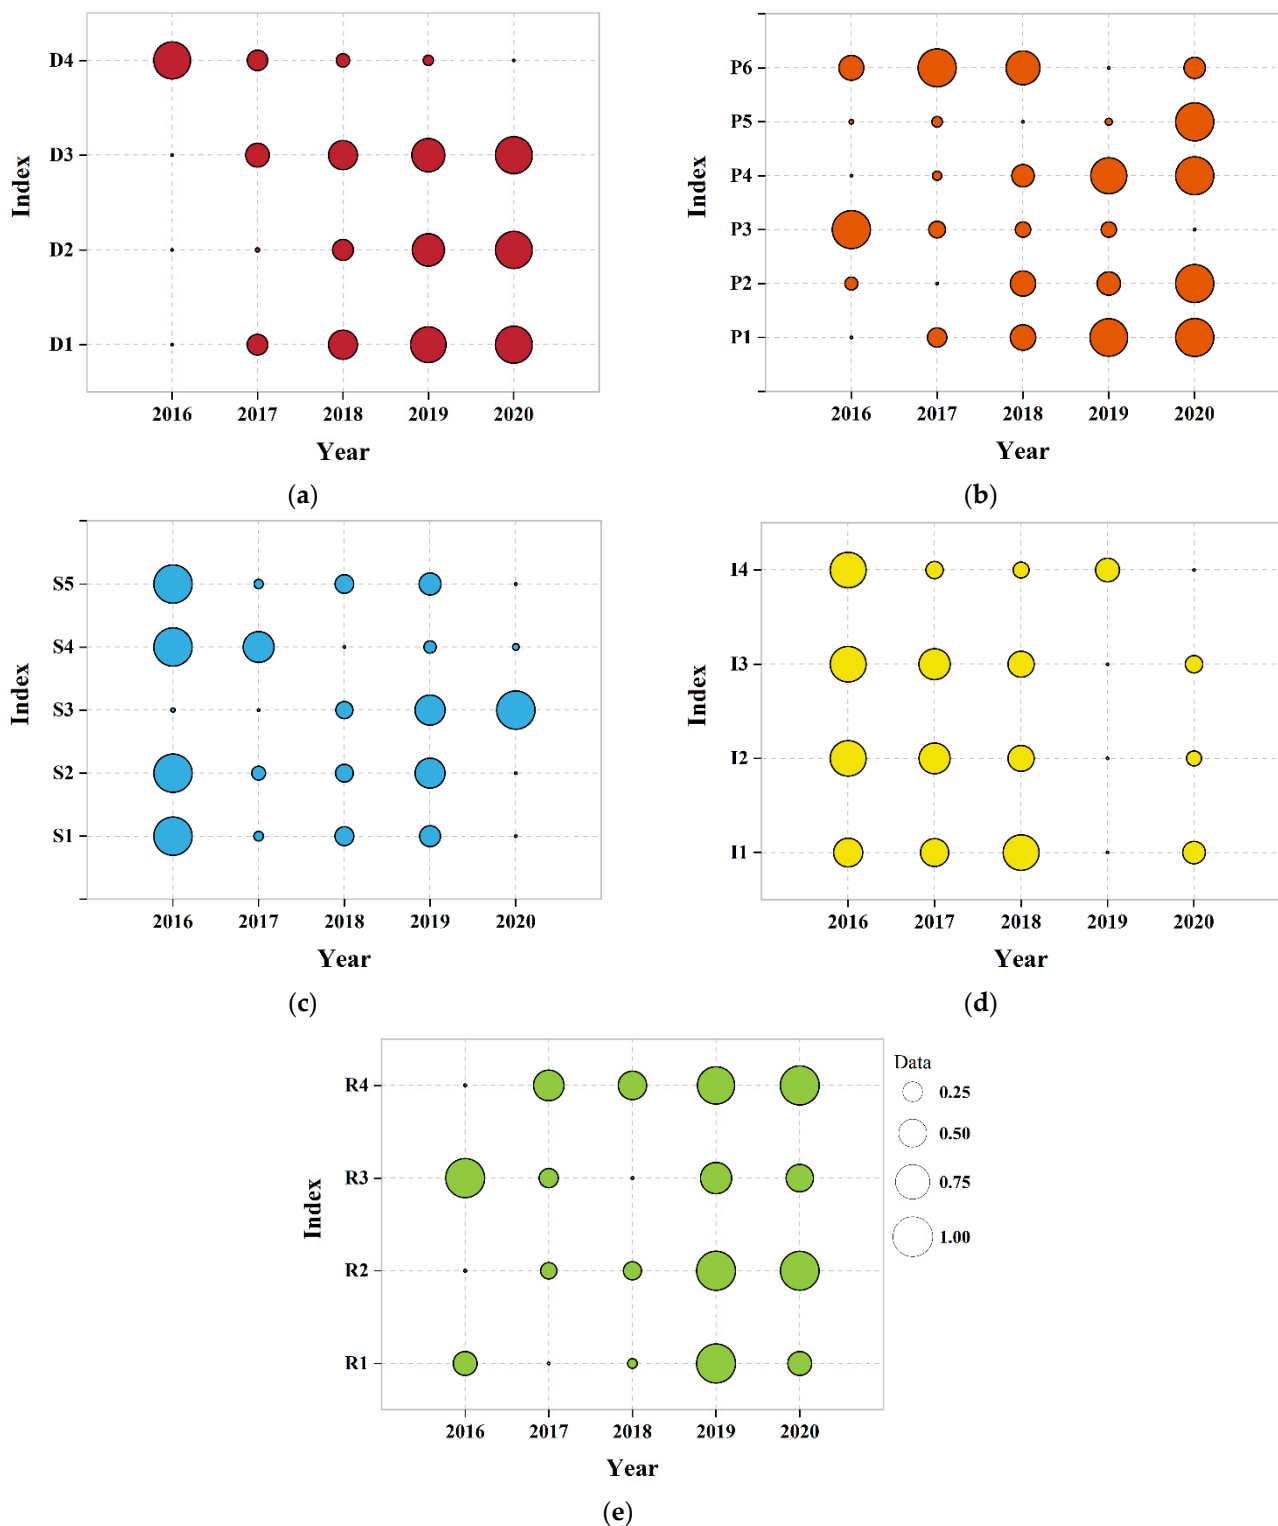 D4
D3
D2
D1
Index
2016 2017 2018 2019 2020
Year
(a)
P6
P5
P4
P3
P2
P1
Index
2016 2017 2018 2019 2020
Year
(b)
S5
S4
S3
S2
S1
Index
2016 2017 2018 2019 2020
Year
(c)
I4
I3
I2
I1
Index
2016 2017 2018 2019 2020
Year
(d)
R4
R3
R2
R1
Index
2016 2017 2018 2019 2020
Year
Data
0.25
0.50
0.75
1.00
(e)